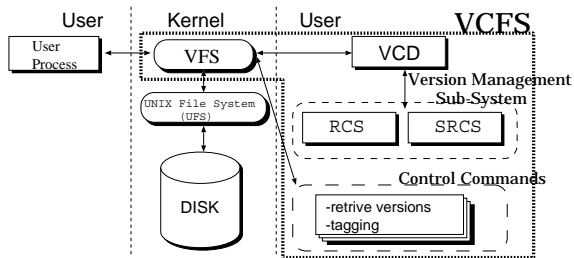 User
Kernel
User
VCFS
User
Process
VFS
VCD
Version Management
Sub-System
UNIX File System
(UFS)
RCS
SRCS
DISK
Control Commands
-retrive versions
-tagging